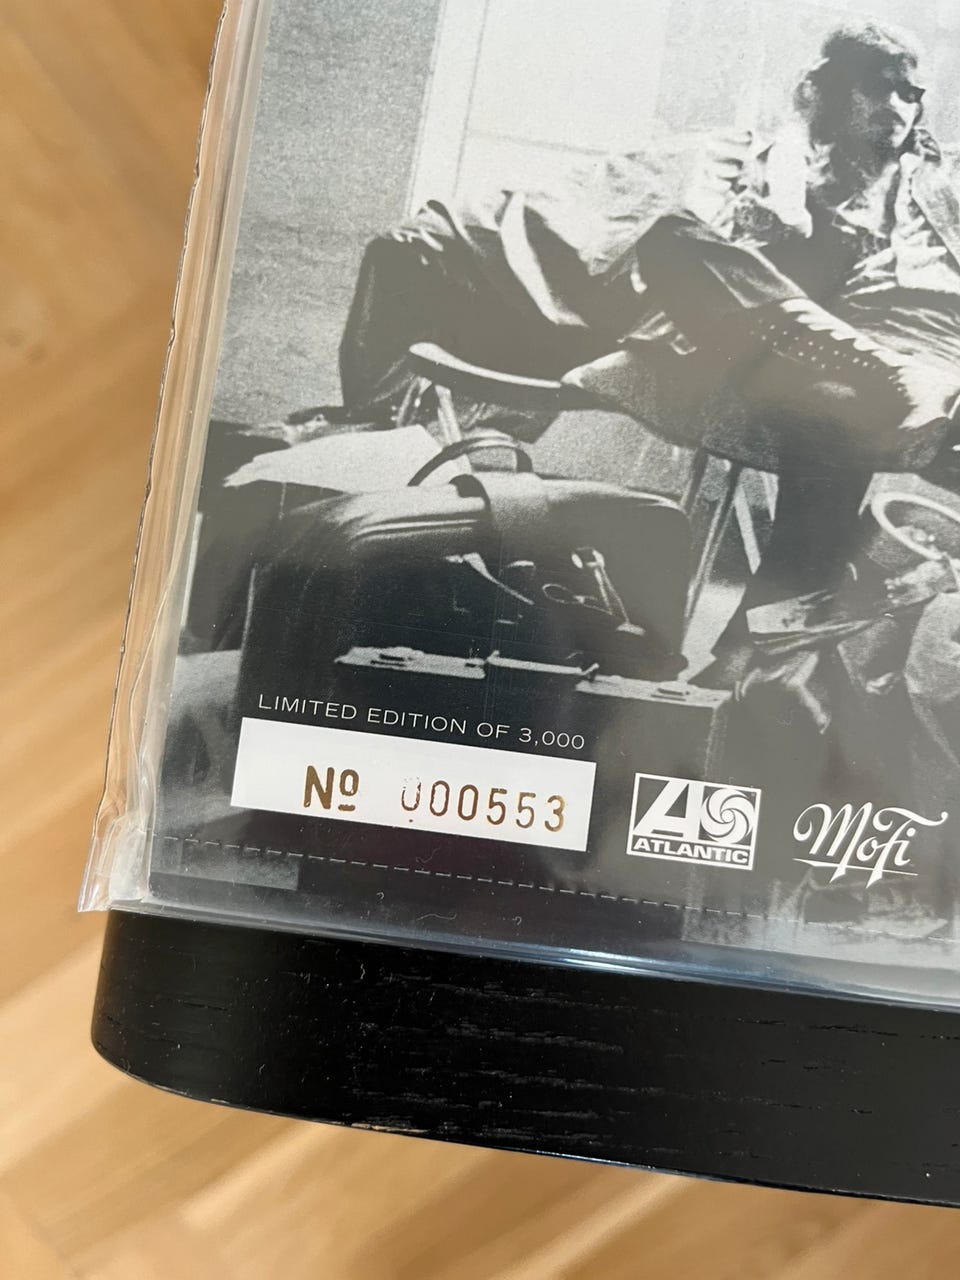 LIMITED EDITION OF 3,000
Nº 000553
ATLANTIC
MoFi